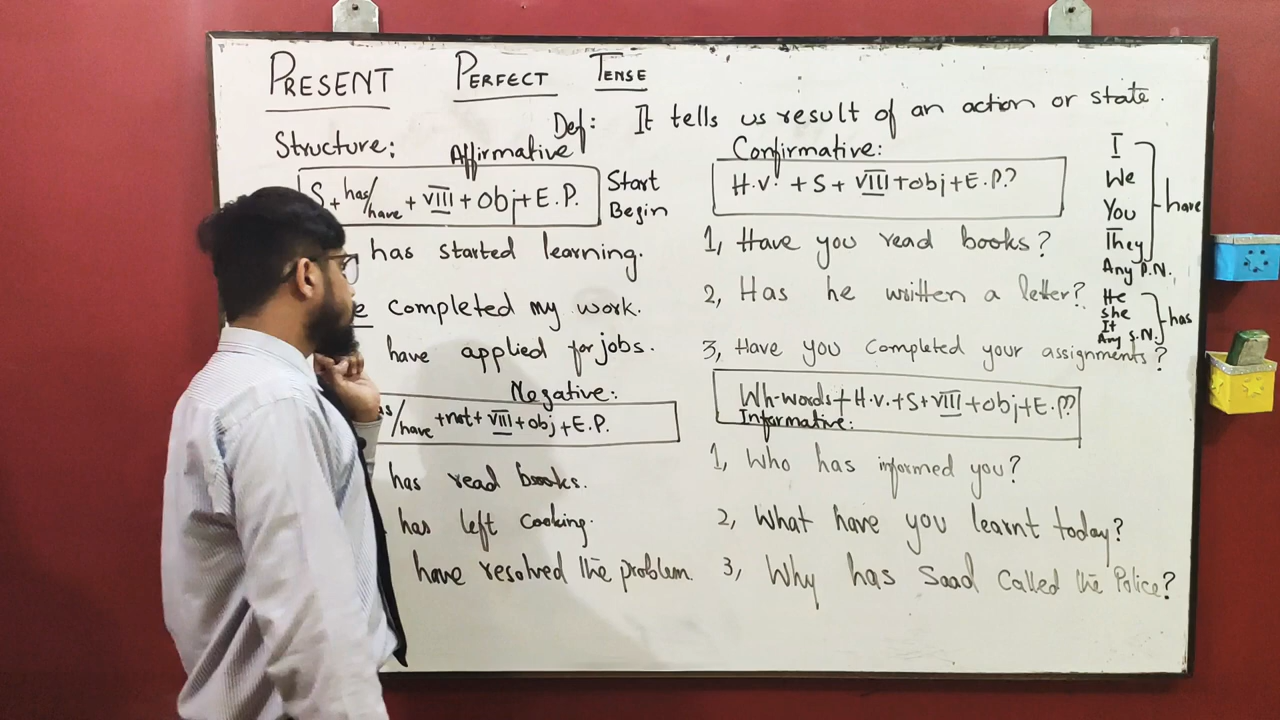 PRESENT PERFECT TENSE
Def: It tells us result of an action or state.
Structure: Affirmative
S+has/have+VIII+Obj+E.P.
Start
Begin
has started learning.
completed my work.
have applied for jobs.
Negative:
/have+not+VIII+obj+E.P.
has read books.
has left cooking.
have resolved the problem.
Confirmative:
H.V.+S+VIII+obj+E.P.?
1, Have you read books?
2, Has he written a letter?
3, Have you completed your assignments?
Wh-words+H.V.+S+VIII+obj+E.P??
Informative:
1, Who has informed you?
2, What have you learnt today?
3, Why has Saad called the Police?
I
We
You
They
Any P.N.
have
He
She
It
Any S.N.
has